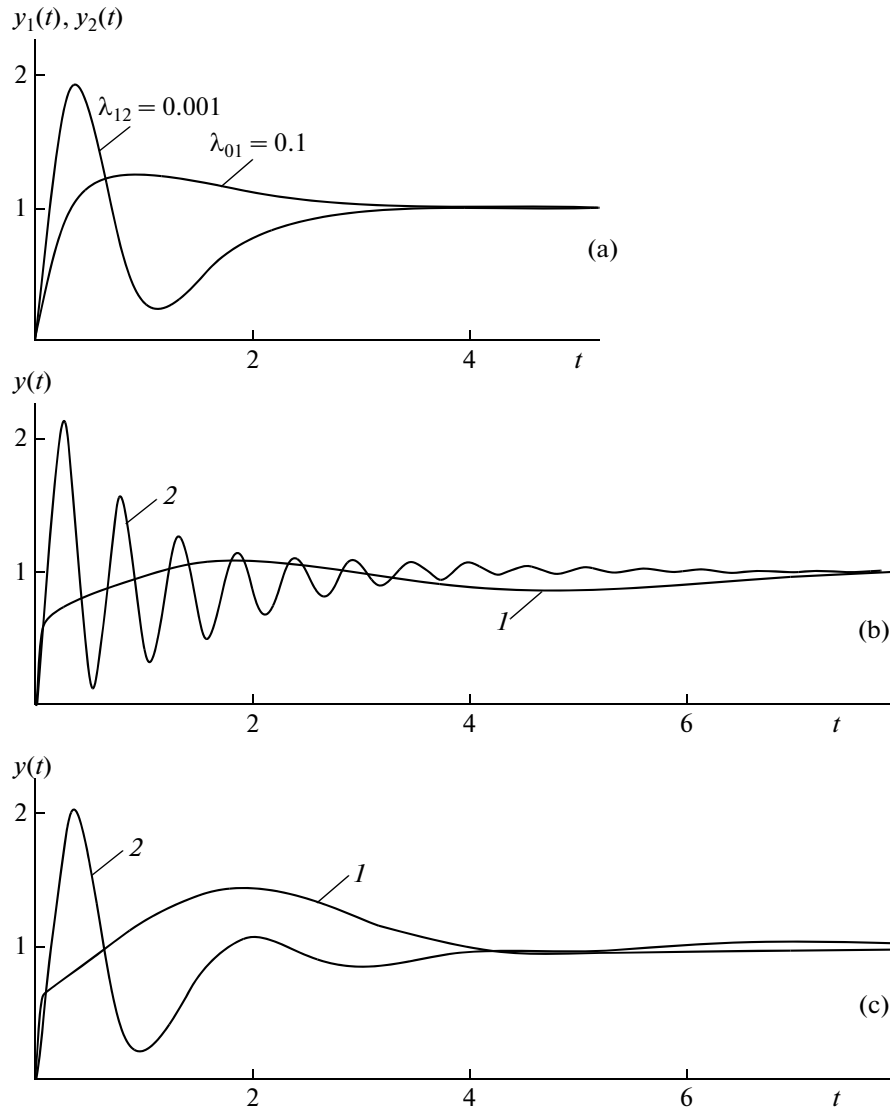 y₁(t), y₂(t)
2
λ₁₂ = 0.001
λ₀₁ = 0.1
1
(a)
2 4 t
y(t)
2
2
1
1
(b)
2 4 6 t
y(t)
2
2
1
1
(c)
2 4 6 t